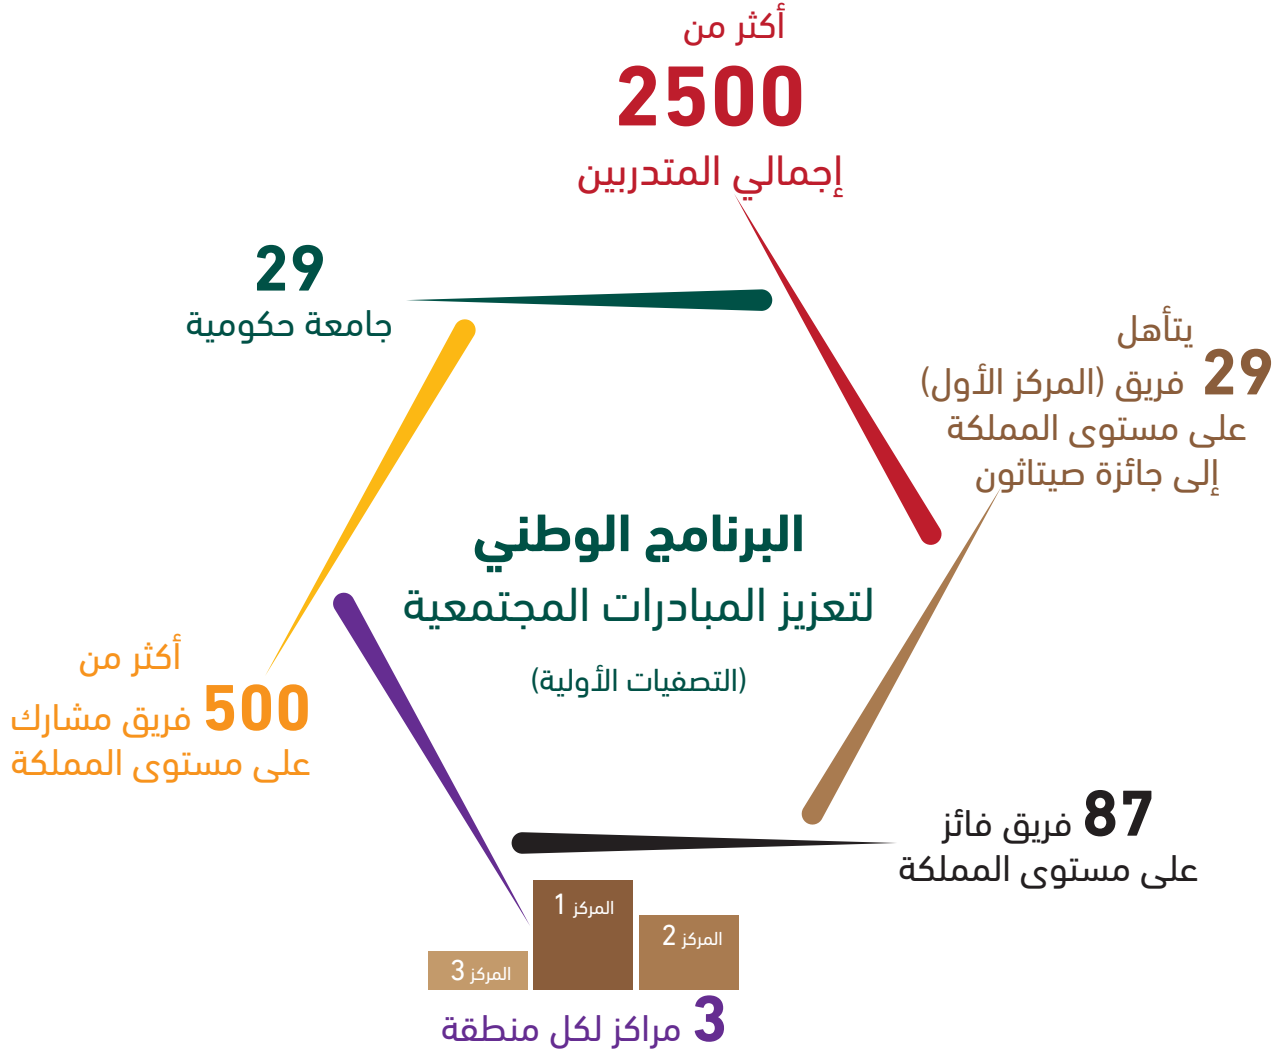 أكثر من
2500
إجمالي المتدربين
29
جامعة حكومية
يتأهل
29 فريق (المركز الأول)
على مستوى المملكة
إلى جائزة صيتاثون
البرنامج الوطني
لتعزيز المبادرات المجتمعية
(التصفيات الأولية)
أكثر من
500 فريق مشارك
على مستوى المملكة
87 فريق فائز
على مستوى المملكة
المركز 1
المركز 2
المركز 3
3 مراكز لكل منطقة